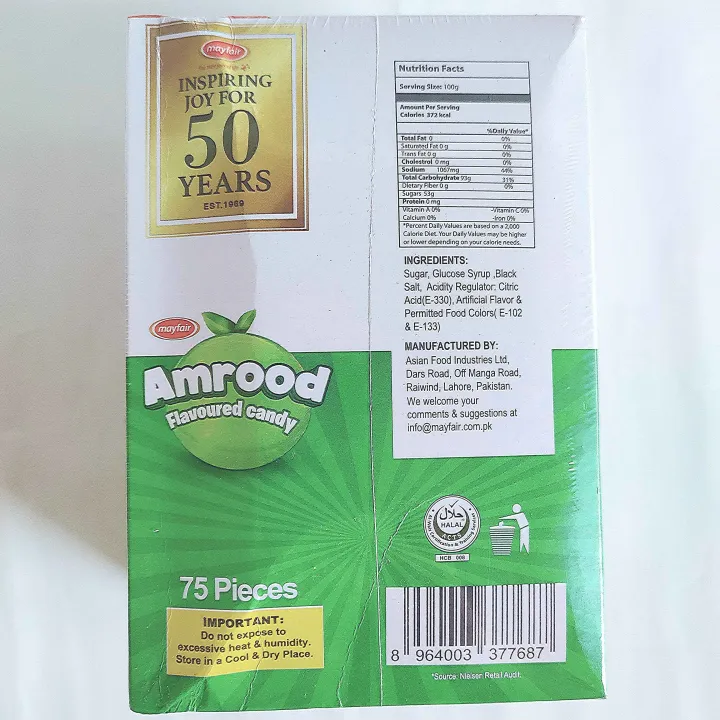 mayfair
INSPIRING
JOY FOR
50
YEARS
EST.1969
mayfair
Amrood
Flavoured candy
75 Pieces
IMPORTANT:
Do not expose to
excessive heat & humidity.
Store in a Cool & Dry Place.
Nutrition Facts
Serving Size: 100g
Amount Per Serving
Calories 372 kcal
%Daily Value*
Total Fat 0 0%
Saturated Fat 0 g 0%
Trans Fat 0 g 0%
Cholestrol 0 mg 0%
Sodium 1067mg 44%
Total Carbohydrate 93g 31%
Dietary Fiber 0 g 0%
Sugars 53g
Protein 0 mg
Vitamin A 0% -Vitamin C 0%
Calcium 0% -Iron 0%
*Percent Daily Values are based on a 2,000
Calorie Diet. Your Daily Values may be higher
or lower depending on your calorie needs.
INGREDIENTS:
Sugar, Glucose Syrup ,Black
Salt, Acidity Regulator: Citric
Acid(E-330), Artificial Flavor &
Permitted Food Colors( E-102
& E-133)
MANUFACTURED BY:
Asian Food Industries Ltd,
Dars Road, Off Manga Road,
Raiwind, Lahore, Pakistan.
We welcome your
comments & suggestions at
info@mayfair.com.pk
حلال
HALAL
ACTS
Certification & Training Services
HCB 008
8 964003 377687
*Source: Nielsen Retail Audit.